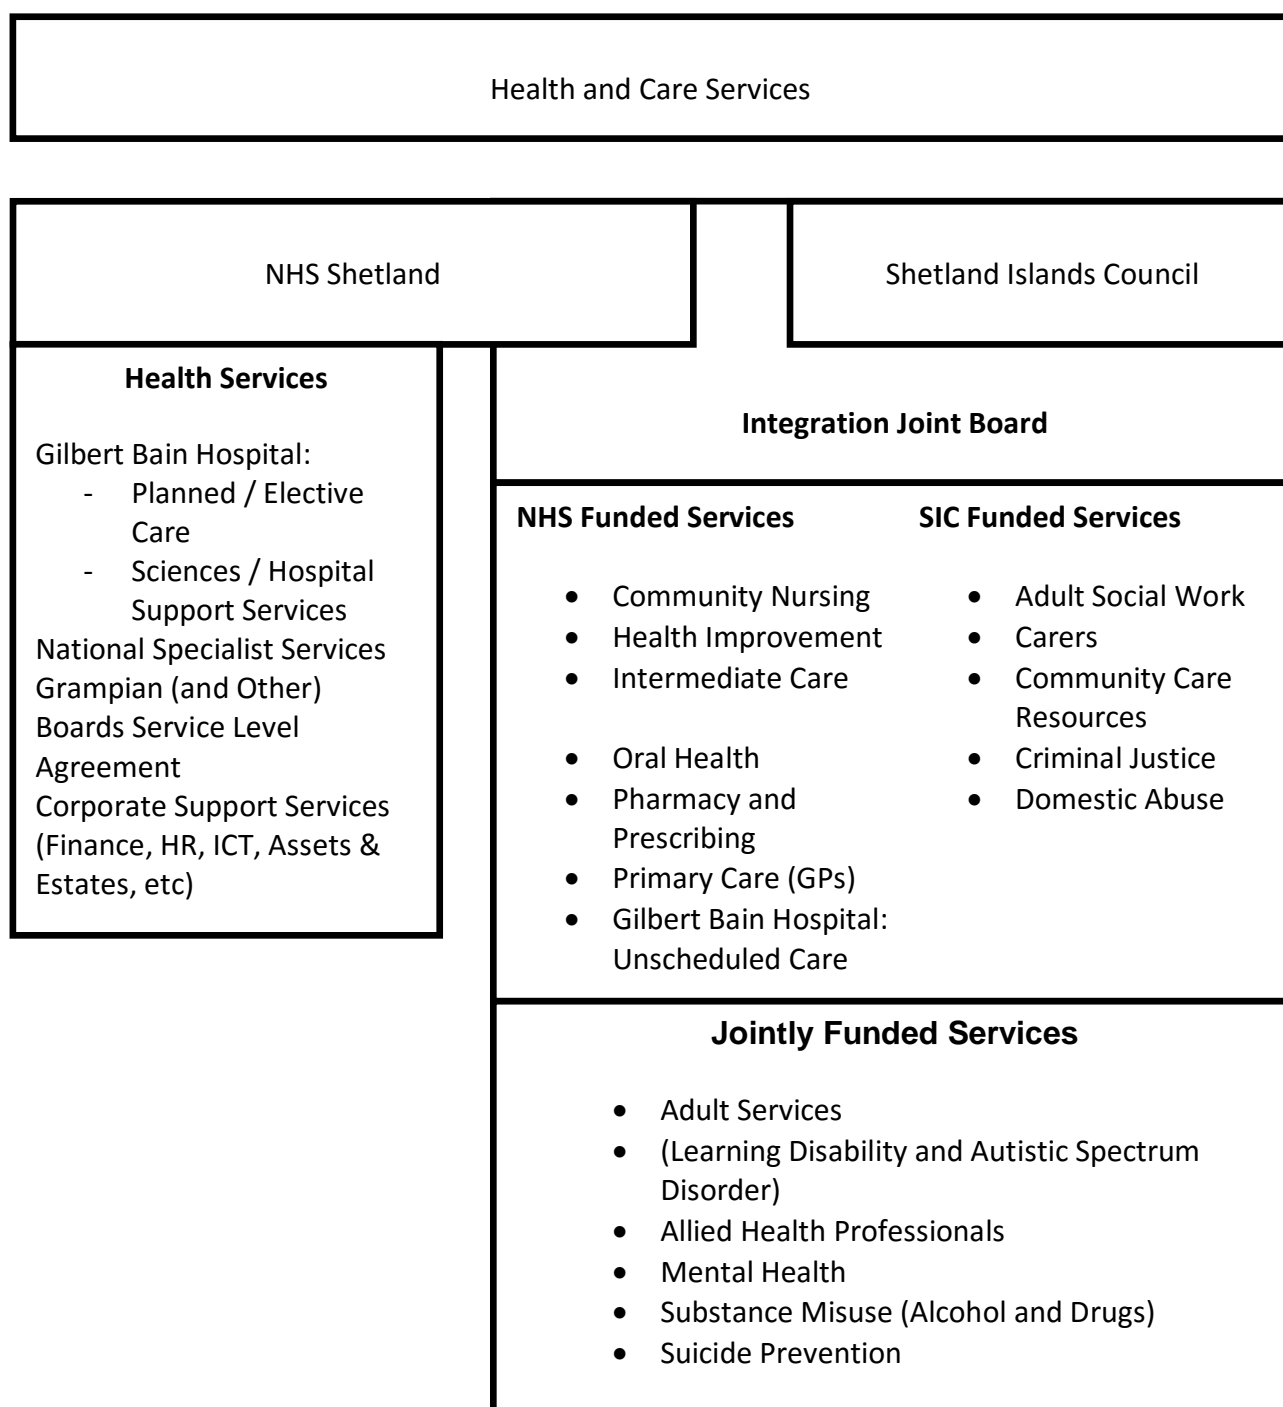 Health and Care Services
NHS Shetland
Shetland Islands Council
Health Services
Gilbert Bain Hospital:
- Planned / Elective
Care
- Sciences / Hospital
Support Services
National Specialist Services
Grampian (and Other)
Boards Service Level
Agreement
Corporate Support Services
(Finance, HR, ICT, Assets &
Estates, etc)
Integration Joint Board
NHS Funded Services
• Community Nursing
• Health Improvement
• Intermediate Care
• Oral Health
• Pharmacy and
Prescribing
• Primary Care (GPs)
• Gilbert Bain Hospital:
Unscheduled Care
SIC Funded Services
• Adult Social Work
• Carers
• Community Care
Resources
• Criminal Justice
• Domestic Abuse
Jointly Funded Services
• Adult Services
• (Learning Disability and Autistic Spectrum
Disorder)
• Allied Health Professionals
• Mental Health
• Substance Misuse (Alcohol and Drugs)
• Suicide Prevention